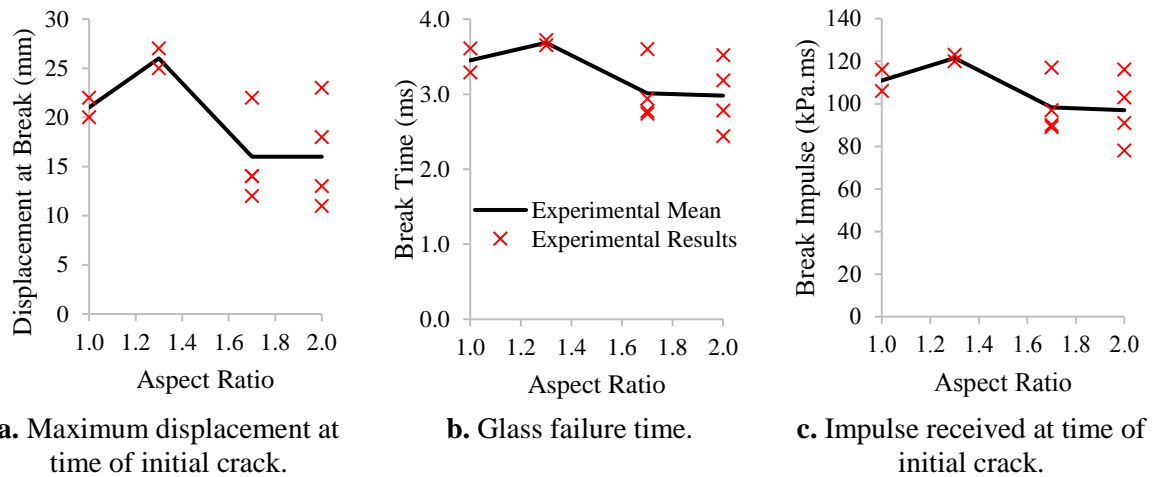 Displacement at Break (mm)
30
25
20
15
10
5
0
1.0 1.2 1.4 1.6 1.8 2.0
Aspect Ratio
a. Maximum displacement at
time of initial crack.
Break Time (ms)
4.0
3.0
2.0
1.0
0.0
Experimental Mean
Experimental Results
1.0 1.2 1.4 1.6 1.8 2.0
Aspect Ratio
b. Glass failure time.
Break Impulse (kPa.ms)
140
120
100
80
60
40
20
0
1.0 1.2 1.4 1.6 1.8 2.0
Aspect Ratio
c. Impulse received at time of
initial crack.